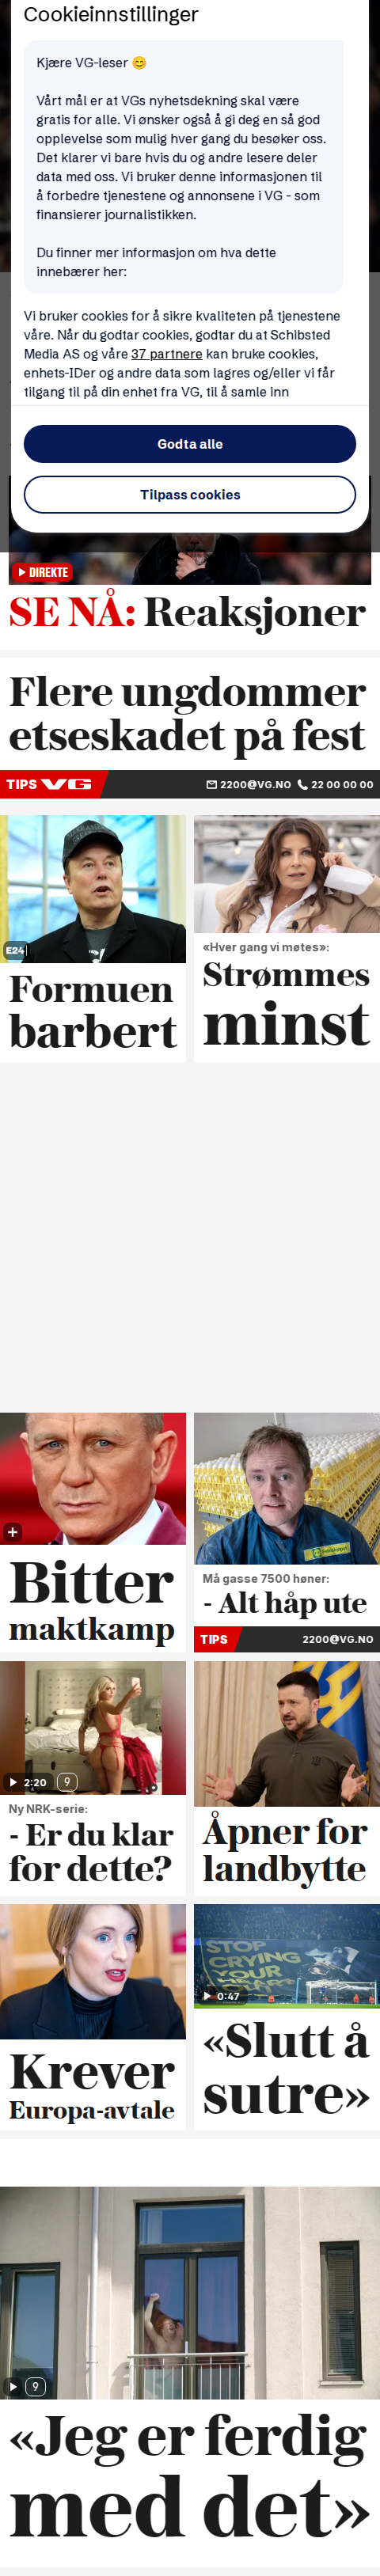 Cookieinnstillinger
Kjære VG-leser 😊
Vårt mål er at VGs nyhetsdekning skal være
gratis for alle. Vi ønsker også å gi deg en så god
opplevelse som mulig hver gang du besøker oss.
Det klarer vi bare hvis du og andre lesere deler
data med oss. Vi bruker denne informasjonen til
å forbedre tjenestene og annonsene i VG - som
finansierer journalistikken.
Du finner mer informasjon om hva dette
innebærer her:
Vi bruker cookies for å sikre kvaliteten på tjenestene
våre. Når du godtar cookies, godtar du at Schibsted
Media AS og våre 37 partnere kan bruke cookies,
enhets-IDer og andre data som lagres og/eller vi får
tilgang til på din enhet fra VG, til å samle inn
Godta alle
Tilpass cookies
DIREKTE
SE NÅ: Reaksjoner
Flere ungdommer
etseskadet på fest
TIPS VG 2200@VG.NO 22 00 00 00
E24
Formuen
barbert
«Hver gang vi møtes»:
Strømmes
minst
Bitter
maktkamp
Må gasse 7500 høner:
- Alt håp ute
TIPS 2200@VG.NO
2:20 9
Ny NRK-serie:
- Er du klar
for dette?
Åpner for
landbytte
Krever
Europa-avtale
STOP
CRYING
YOUR
HEART
0:47
«Slutt å
sutre»
9
«Jeg er ferdig
med det»